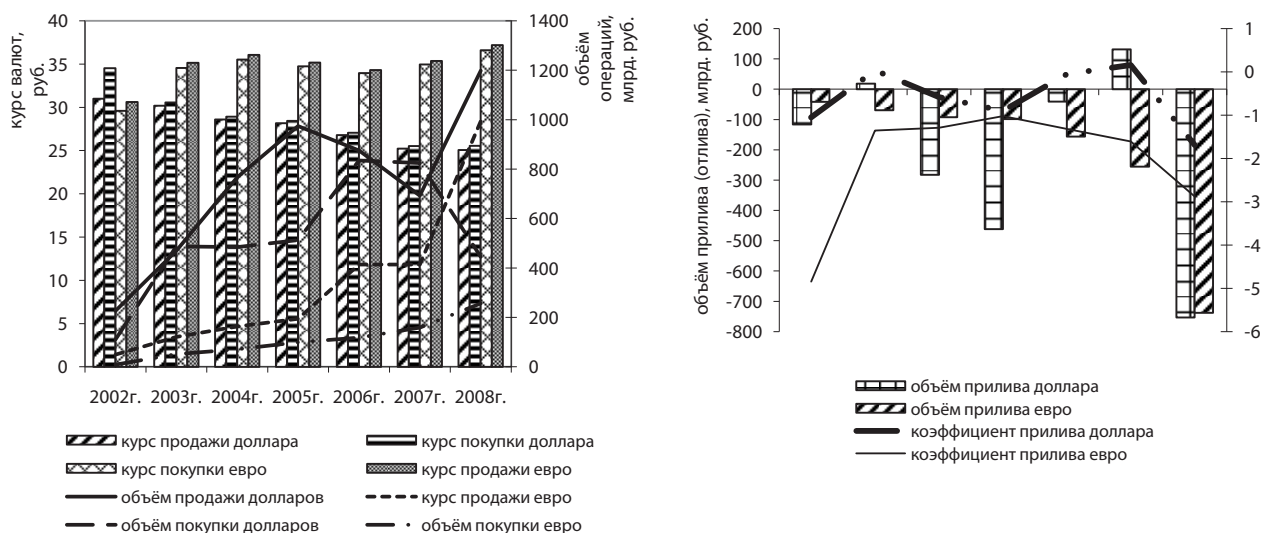 курс валют,
руб.
40
35
30
25
20
15
10
5
0
1400
1200
1000
800
600
400
200
0
объём
операций,
млрд. руб.
2002г. 2003г. 2004г. 2005г. 2006г. 2007г. 2008г.
курс продажи доллара
курс покупки доллара
курс покупки евро
курс продажи евро
объём продажи долларов
курс продажи евро
объём покупки долларов
объём покупки евро
объём прилива (отлива), млрд. руб.
200
100
0
-100
-200
-300
-400
-500
-600
-700
-800
1
0
-1
-2
-3
-4
-5
-6
объём прилива доллара
объём прилива евро
коэффициент прилива доллара
коэффициент прилива евро